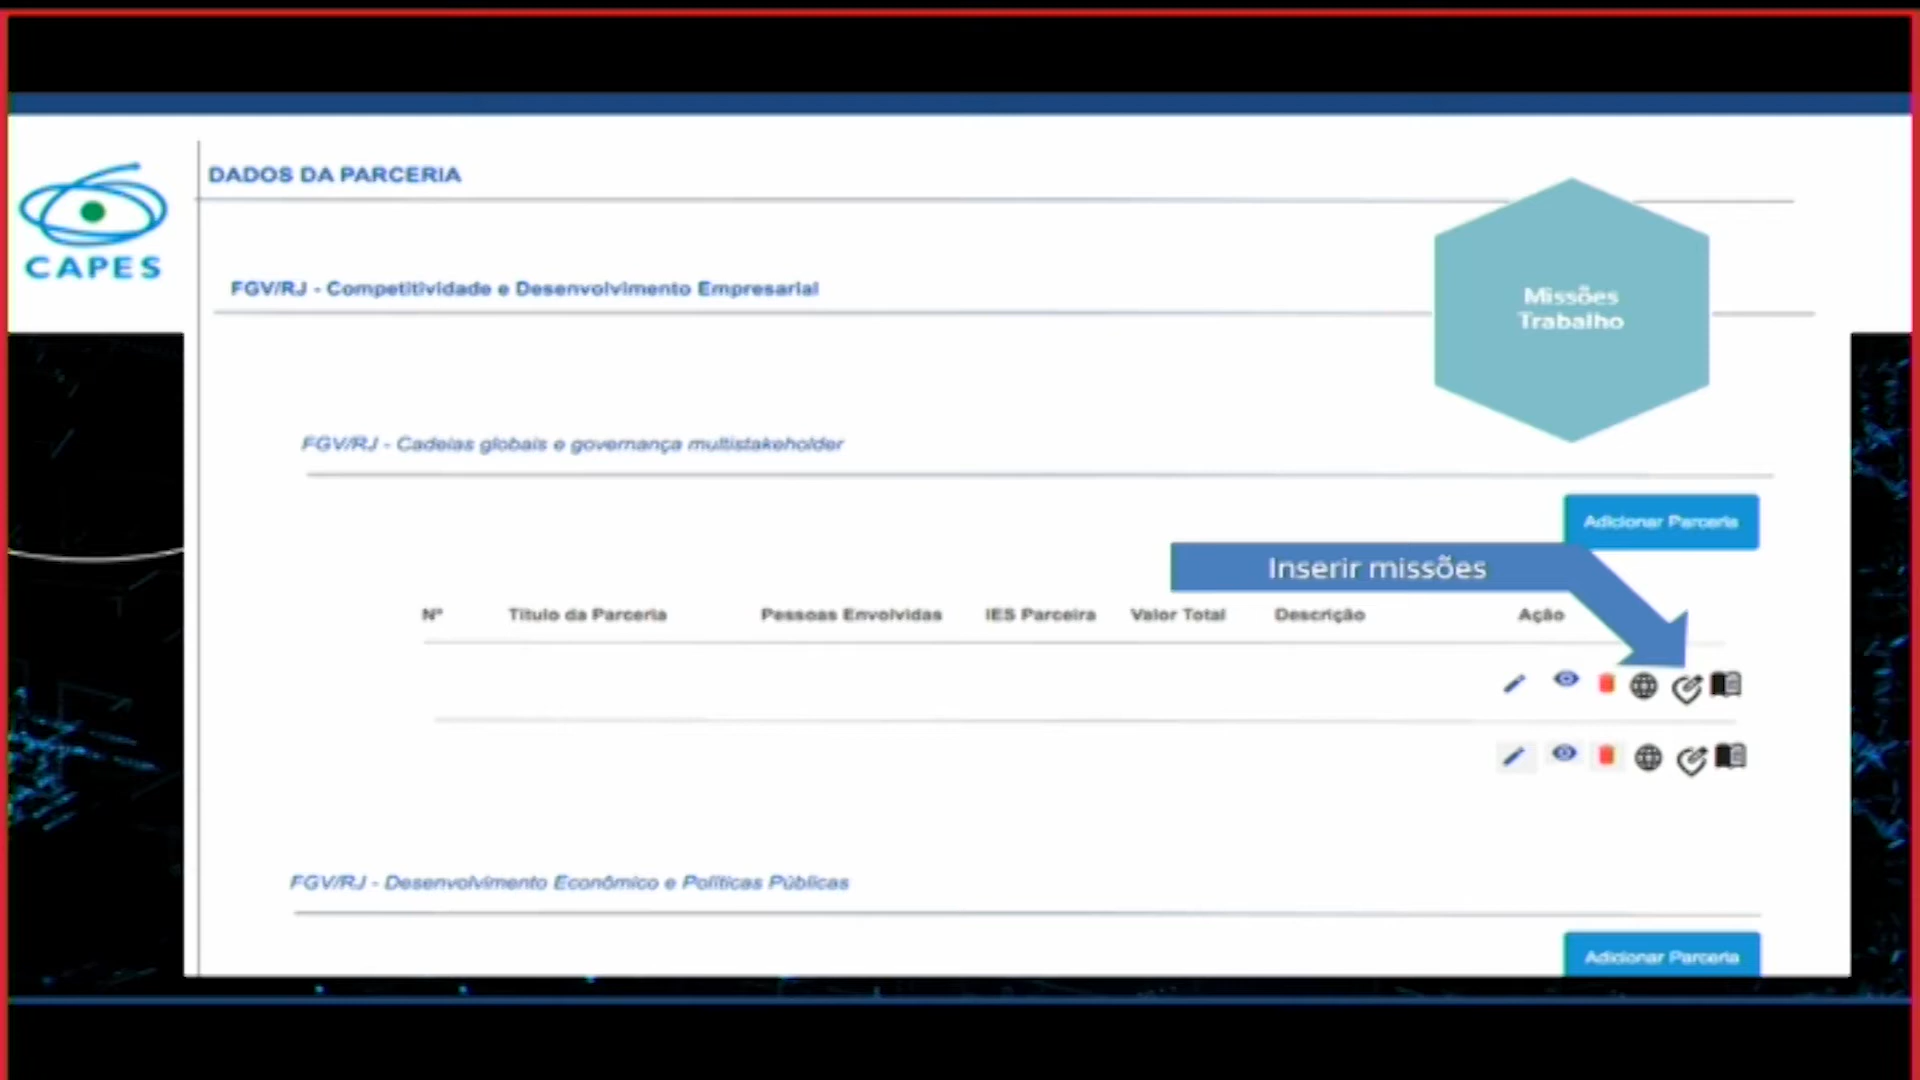 CAPES
DADOS DA PARCERIA
FGV/RJ - Competitividade e Desenvolvimento Empresarial
Missões
Trabalho
FGV/RJ - Cadeias globais e governança multistakeholder
Adicionar Parceria
Inserir missões
Nº Título da Parceria Pessoas Envolvidas IES Parceira Valor Total Descrição Ação
FGV/RJ - Desenvolvimento Econômico e Políticas Públicas
Adicionar Parceria